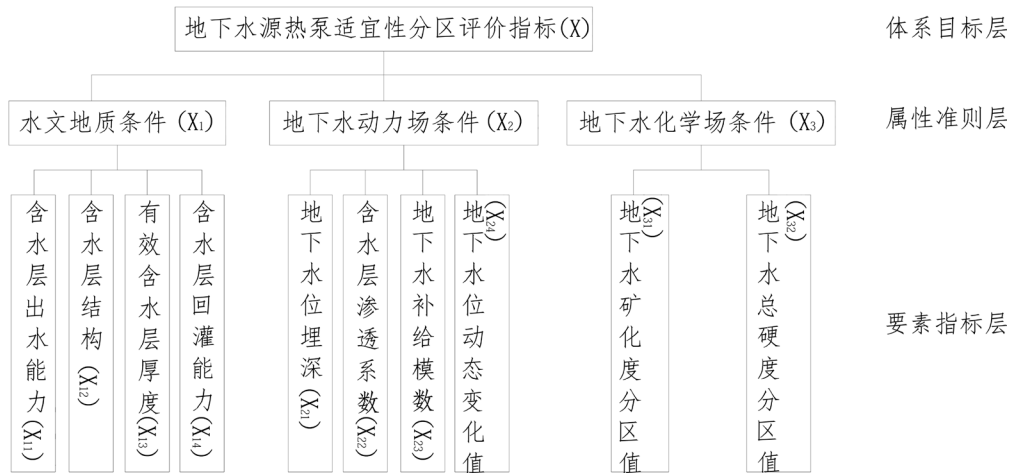 地下水源热泵适宜性分区评价指标(X)
体系目标层
水文地质条件 (X1)
地下水动力场条件(X2)
地下水化学场条件 (X3)
属性准则层
含水层出水能力(X11)
含水层结构(X12)
有效含水层厚度(X13)
含水层回灌能力(X14)
地下水位埋深(X21)
含水层渗透系数(X22)
地下水补给模数(X23)
地下水位动态变化值(X24)
地下水矿化度分区值(X31)
地下水总硬度分区值(X32)
要素指标层